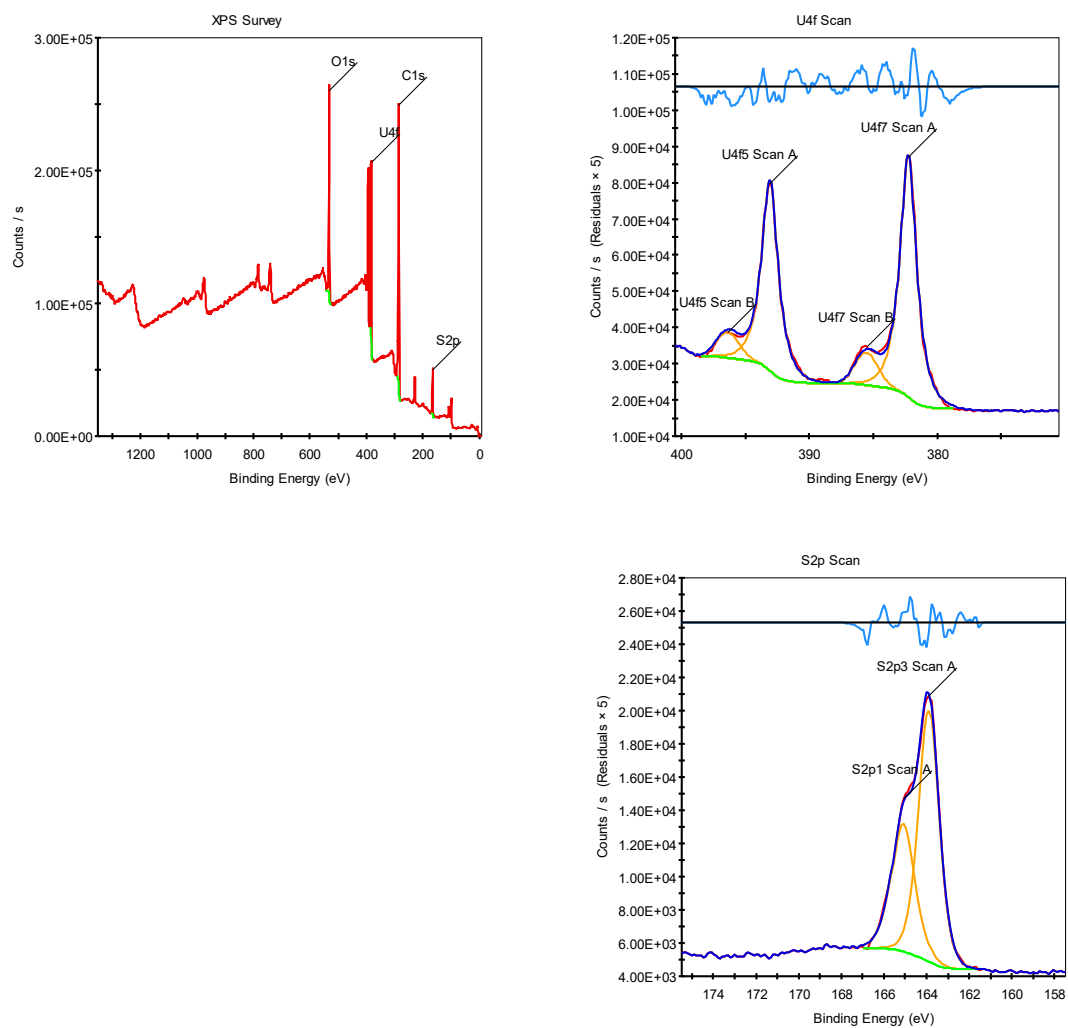 XPS Survey
3.00E+05
2.00E+05
1.00E+05
0.00E+00
Counts / s
O1s
C1s
U4f
S2p
1200 1000 800 600 400 200 0
Binding Energy (eV)
U4f Scan
1.20E+05
1.10E+05
1.00E+05
9.00E+04
8.00E+04
7.00E+04
6.00E+04
5.00E+04
4.00E+04
3.00E+04
2.00E+04
1.00E+04
Counts / s (Residuals × 5)
U4f7 Scan A
U4f5 Scan A
U4f5 Scan B
U4f7 Scan B
400 390 380
Binding Energy (eV)
S2p Scan
2.80E+04
2.60E+04
2.40E+04
2.20E+04
2.00E+04
1.80E+04
1.60E+04
1.40E+04
1.20E+04
1.00E+04
8.00E+03
6.00E+03
4.00E+03
Counts / s (Residuals × 5)
S2p3 Scan A
S2p1 Scan A
174 172 170 168 166 164 162 160 158
Binding Energy (eV)